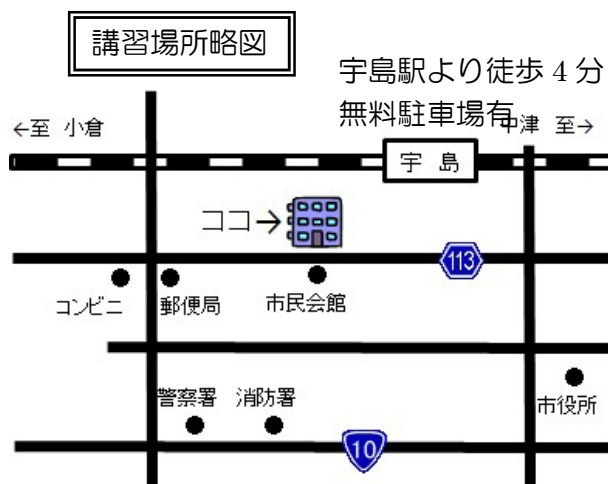 講習場所略図
宇島駅より徒歩 4 分
無料駐車場有
←至 小倉
中津 至→
宇 島
ココ→
113
コンビニ
郵便局
市民会館
警察署
消防署
市役所
10